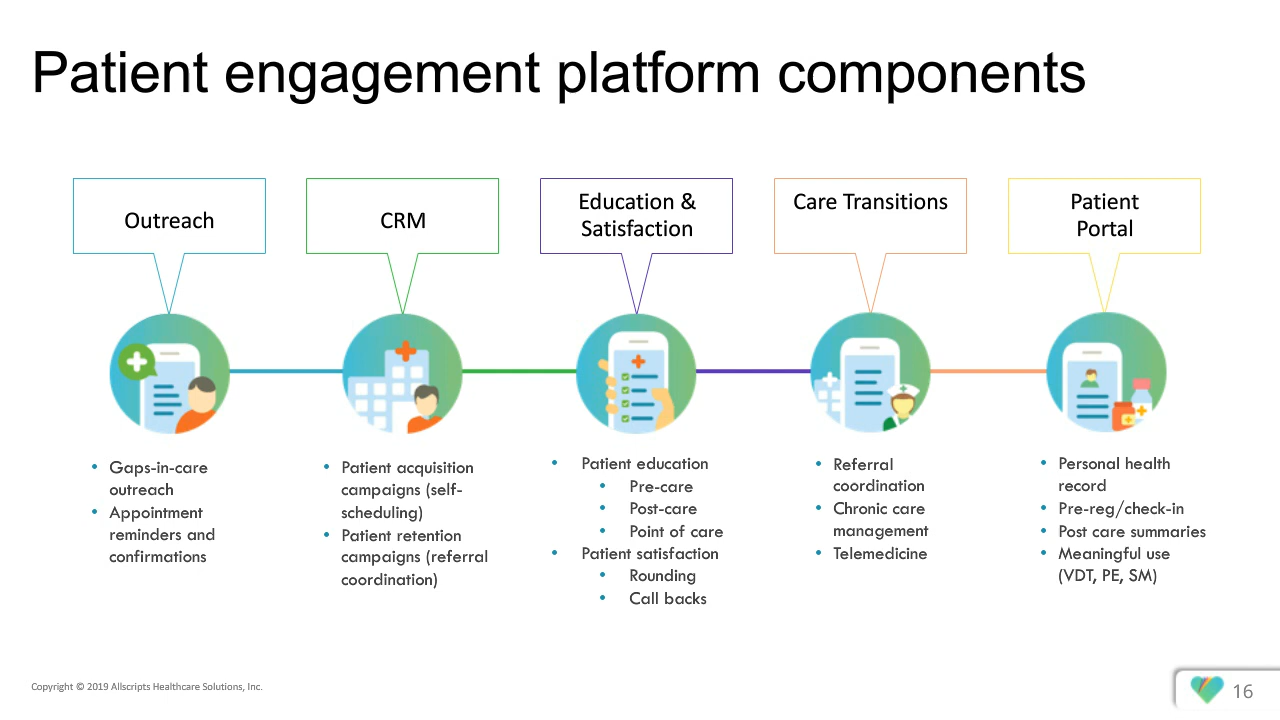 Patient engagement platform components
Outreach
CRM
Education &
Satisfaction
Care Transitions
Patient
Portal
• Gaps-in-care
outreach
• Appointment
reminders and
confirmations
• Patient acquisition
campaigns (self-
scheduling)
• Patient retention
campaigns (referral
coordination)
• Patient education
• Pre-care
• Post-care
• Point of care
• Patient satisfaction
• Rounding
• Call backs
• Referral
coordination
• Chronic care
management
• Telemedicine
• Personal health
record
• Pre-reg/check-in
• Post care summaries
• Meaningful use
(VDT, PE, SM)
Copyright © 2019 Allscripts Healthcare Solutions, Inc.
16